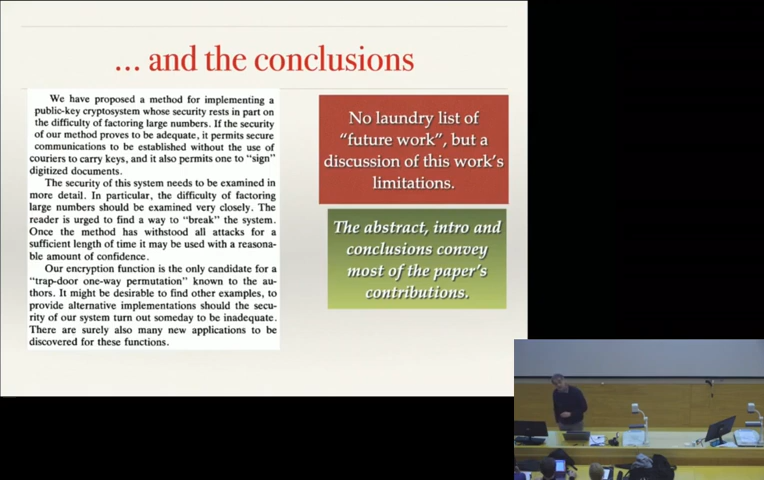 ... and the conclusions
We have proposed a method for implementing a
public-key cryptosystem whose security rests in part on
the difficulty of factoring large numbers. If the security
of our method proves to be adequate, it permits secure
communications to be established without the use of
couriers to carry keys, and it also permits one to “sign”
digitized documents.
The security of this system needs to be examined in
more detail. In particular, the difficulty of factoring
large numbers should be examined very closely. The
reader is urged to find a way to “break” the system.
Once the method has withstood all attacks for a
sufficient length of time it may be used with a reasona-
ble amount of confidence.
Our encryption function is the only candidate for a
“trap-door one-way permutation” known to the au-
thors. It might be desirable to find other examples, to
provide alternative implementations should the secu-
rity of our system turn out someday to be inadequate.
There are surely also many new applications to be
discovered for these functions.
No laundry list of
“future work”, but a
discussion of this work’s
limitations.
The abstract, intro and
conclusions convey
most of the paper’s
contributions.